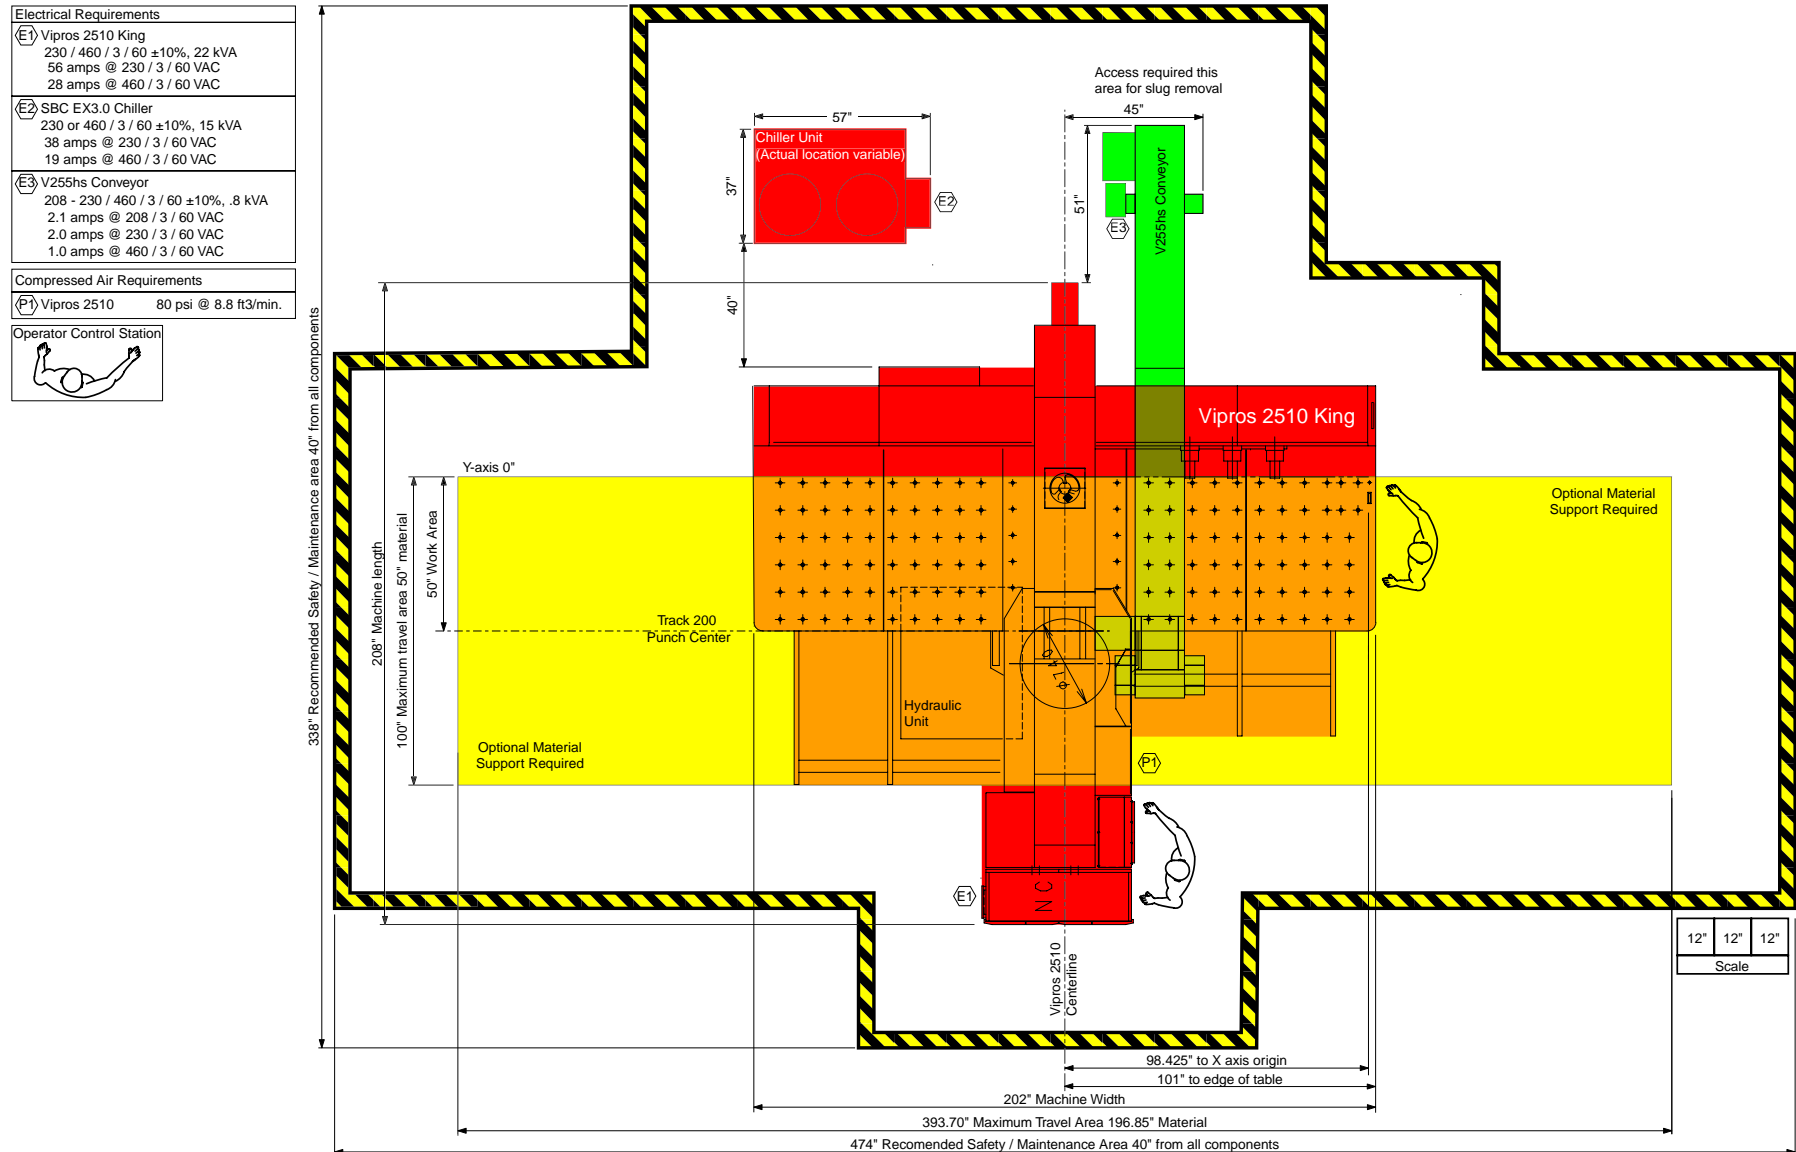 Electrical Requirements
E1 Vipros 2510 King
230 / 460 / 3 / 60 ±10%, 22 kVA
56 amps @ 230 / 3 / 60 VAC
28 amps @ 460 / 3 / 60 VAC
E2 SBC EX3.0 Chiller
230 or 460 / 3 / 60 ±10%, 15 kVA
38 amps @ 230 / 3 / 60 VAC
19 amps @ 460 / 3 / 60 VAC
E3 V255hs Conveyor
208 - 230 / 460 / 3 / 60 ±10%, .8 kVA
2.1 amps @ 208 / 3 / 60 VAC
2.0 amps @ 230 / 3 / 60 VAC
1.0 amps @ 460 / 3 / 60 VAC
Compressed Air Requirements
P1 Vipros 2510 80 psi @ 8.8 ft3/min.
Operator Control Station
338" Recommended Safety / Maintenance area 40" from all components
208" Machine length
100" Maximum travel area 50" material
50" Work Area
Y-axis 0"
57"
Chiller Unit
(Actual location variable)
37"
E2
40"
Access required this
area for slug removal
45"
51"
E3
V255hs Conveyor
Vipros 2510 King
Optional Material
Support Required
Track 200
Punch Center
φ 1 4 0
Hydraulic
Unit
Optional Material
Support Required
P1
E1
N C
Vipros 2510
Centerline
12" 12" 12"
Scale
98.425" to X axis origin
101" to edge of table
202" Machine Width
393.70" Maximum Travel Area 196.85" Material
474" Recomended Safety / Maintenance Area 40" from all components